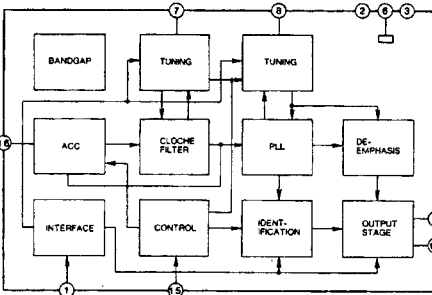 7
8
2
6
3
BANDGAP
TUNING
TUNING
16
ACC
CLOCHE
FILTER
PLL
DE-
EMPHASIS
INTERFACE
CONTROL
IDENT-
IFICATION
OUTPUT
STAGE
1
15